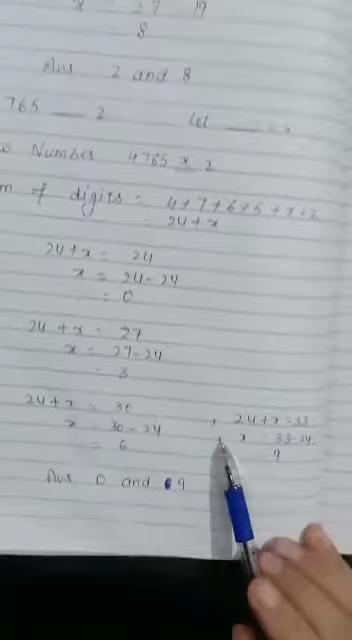 = 8
Ans 2 and 8
765 __ 2 Let ____ = x
Number 4765 x 2
m of digits = 4+7+6+5+x+2
= 24+x
24+x = 24
x = 24-24
= 0
24+x = 27
x = 27-24
= 3
24+x = 30
x = 30-24
= 6
, 24+x=33
x = 33-24
9
Ans 0 and 9